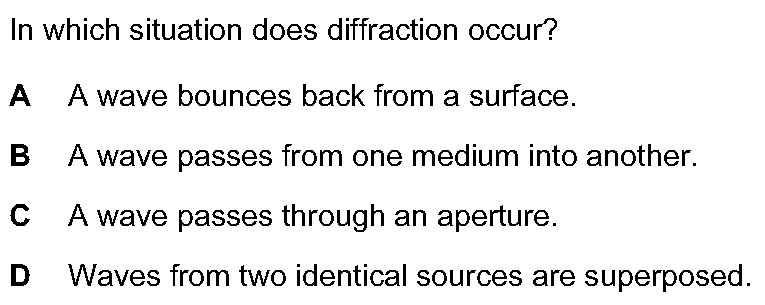 In which situation does diffraction occur?
A A wave bounces back from a surface.
B A wave passes from one medium into another.
C A wave passes through an aperture.
D Waves from two identical sources are superposed.